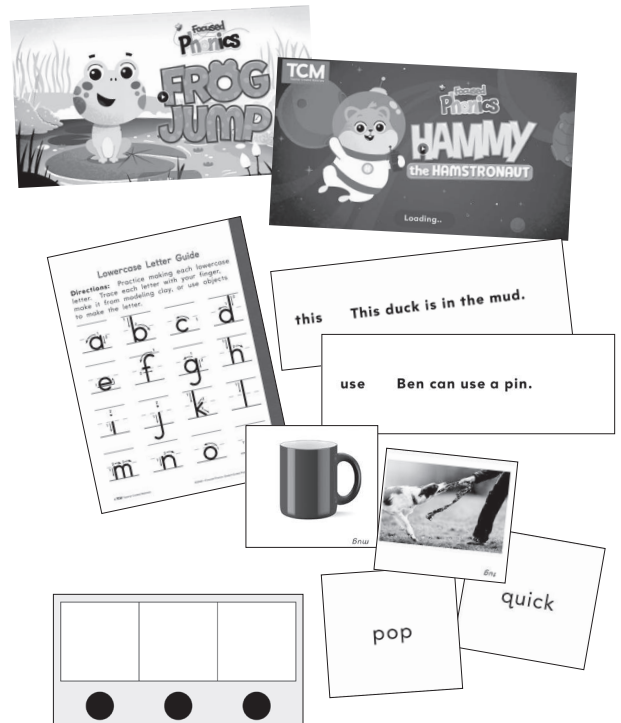 Focused
Phonics
FROG
JUMP
TCM
Focused
Phonics
HAMMY
the HAMSTRONAUT
Loading..
Lowercase Letter Guide
Directions: Practice making each lowercase
letter. Trace each letter with your finger,
make it from modeling clay, or use objects
to make the letter.
a b c d
e f g h
i j k l
m n o
this This duck is in the mud.
use Ben can use a pin.
mug
tug
quick
pop